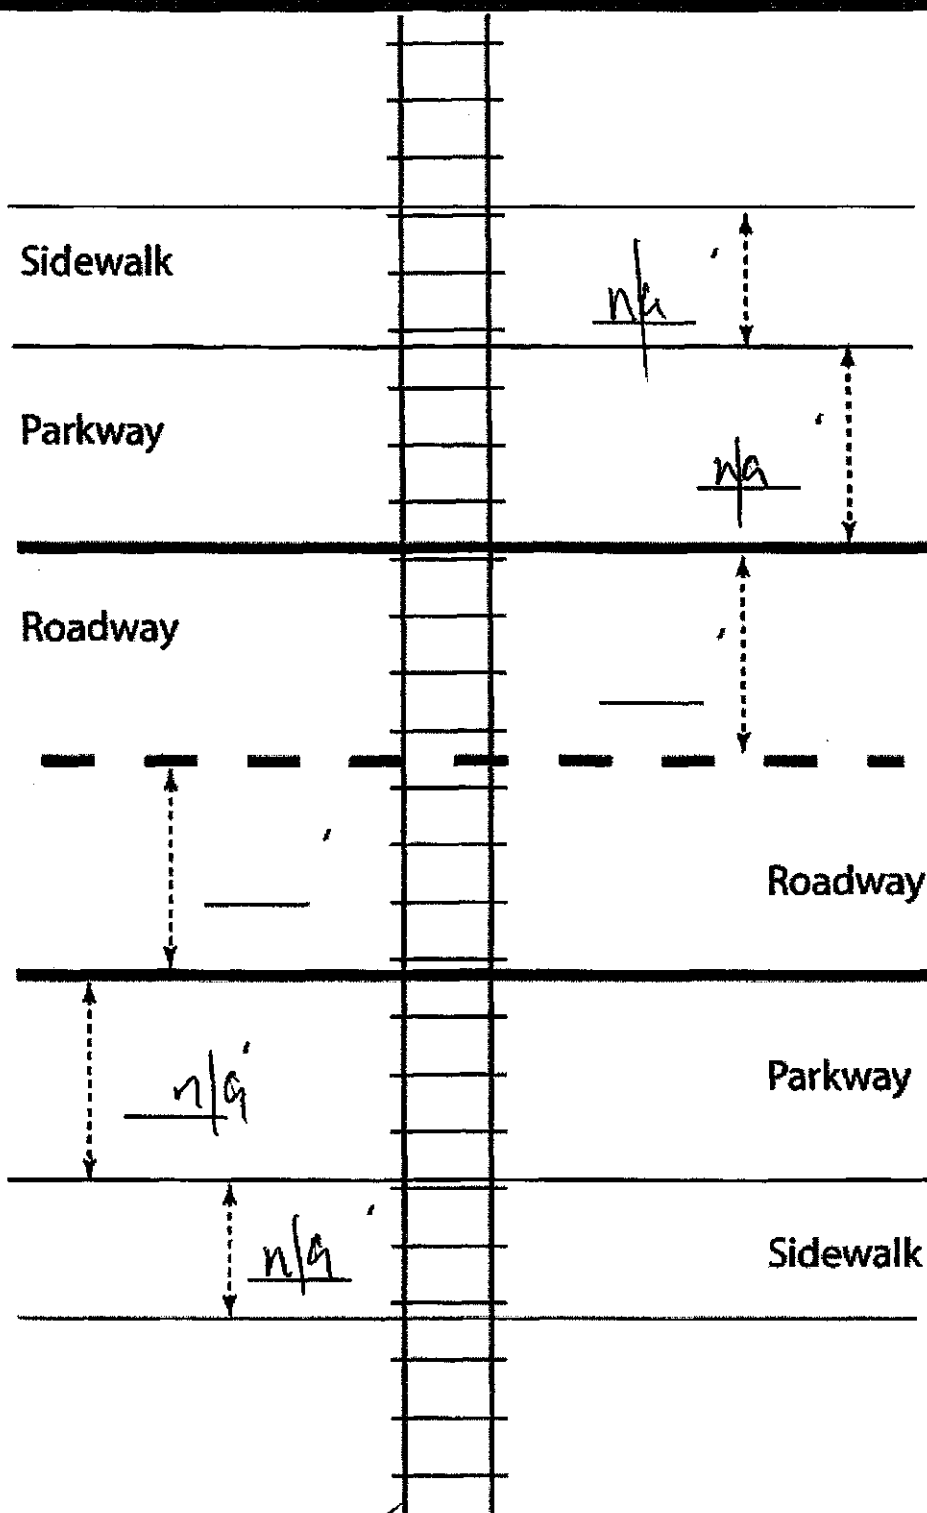 Sidewalk
n/a '
Parkway
n/a '
Roadway
'
'
Roadway
n/a '
Parkway
n/a '
Sidewalk